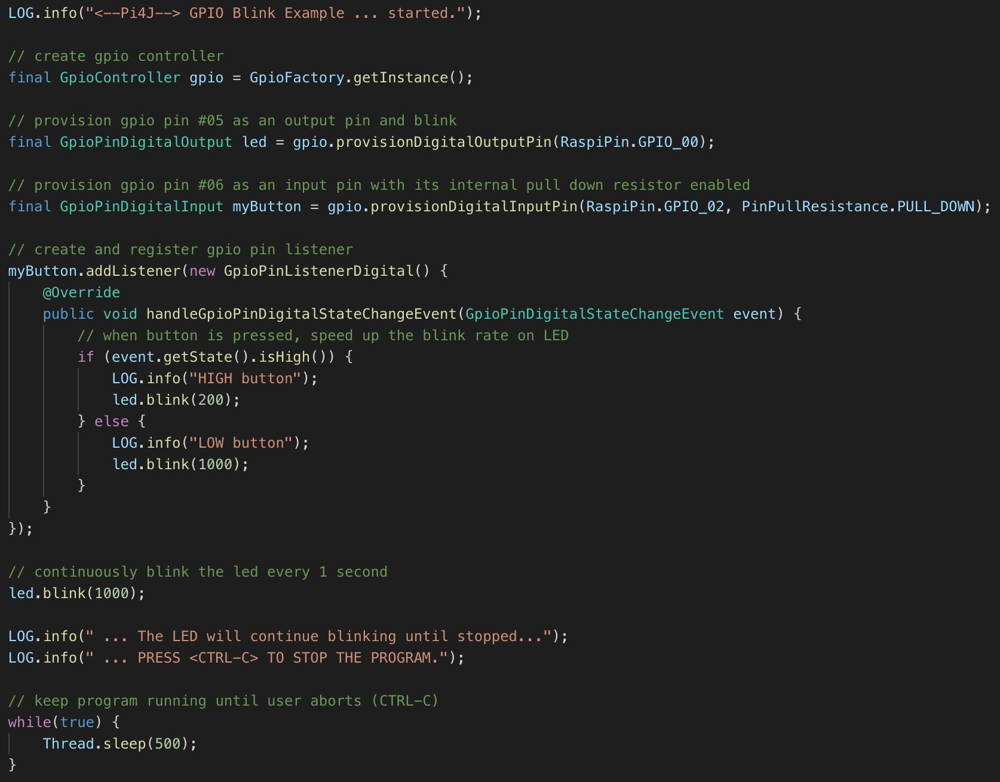 LOG.info("<--Pi4J--> GPIO Blink Example ... started.");

// create gpio controller
final GpioController gpio = GpioFactory.getInstance();

// provision gpio pin #05 as an output pin and blink
final GpioPinDigitalOutput led = gpio.provisionDigitalOutputPin(RaspiPin.GPIO_00);

// provision gpio pin #06 as an input pin with its internal pull down resistor enabled
final GpioPinDigitalInput myButton = gpio.provisionDigitalInputPin(RaspiPin.GPIO_02, PinPullResistance.PULL_DOWN);

// create and register gpio pin listener
myButton.addListener(new GpioPinListenerDigital() {
    @Override
    public void handleGpioPinDigitalStateChangeEvent(GpioPinDigitalStateChangeEvent event) {
        // when button is pressed, speed up the blink rate on LED
        if (event.getState().isHigh()) {
            LOG.info("HIGH button");
            led.blink(200);
        } else {
            LOG.info("LOW button");
            led.blink(1000);
        }
    }
});

// continuously blink the led every 1 second
led.blink(1000);

LOG.info(" ... The LED will continue blinking until stopped...");
LOG.info(" ... PRESS <CTRL-C> TO STOP THE PROGRAM.");

// keep program running until user aborts (CTRL-C)
while(true) {
    Thread.sleep(500);
}